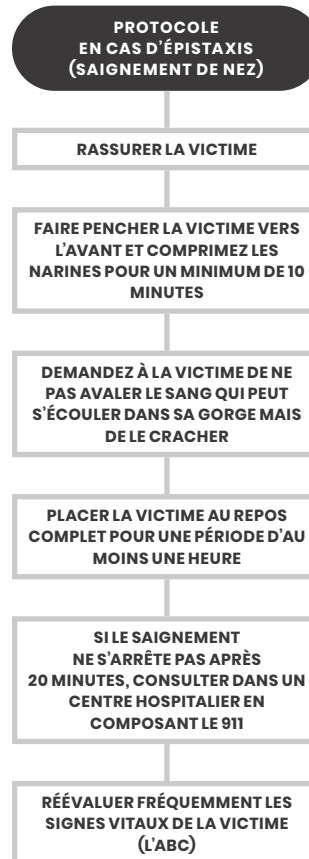 PROTOCOLE
EN CAS D'ÉPISTAXIS
(SAIGNEMENT DE NEZ)
RASSURER LA VICTIME
FAIRE PENCHER LA VICTIME VERS
L'AVANT ET COMPRIMEZ LES
NARINES POUR UN MINIMUM DE 10
MINUTES
DEMANDEZ À LA VICTIME DE NE
PAS AVALER LE SANG QUI PEUT
S'ÉCOULER DANS SA GORGE MAIS
DE LE CRACHER
PLACER LA VICTIME AU REPOS
COMPLET POUR UNE PÉRIODE D'AU
MOINS UNE HEURE
SI LE SAIGNEMENT
NE S'ARRÊTE PAS APRÈS
20 MINUTES, CONSULTER DANS UN
CENTRE HOSPITALIER EN
COMPOSANT LE 911
RÉÉVALUER FRÉQUEMMENT LES
SIGNES VITAUX DE LA VICTIME
(L'ABC)